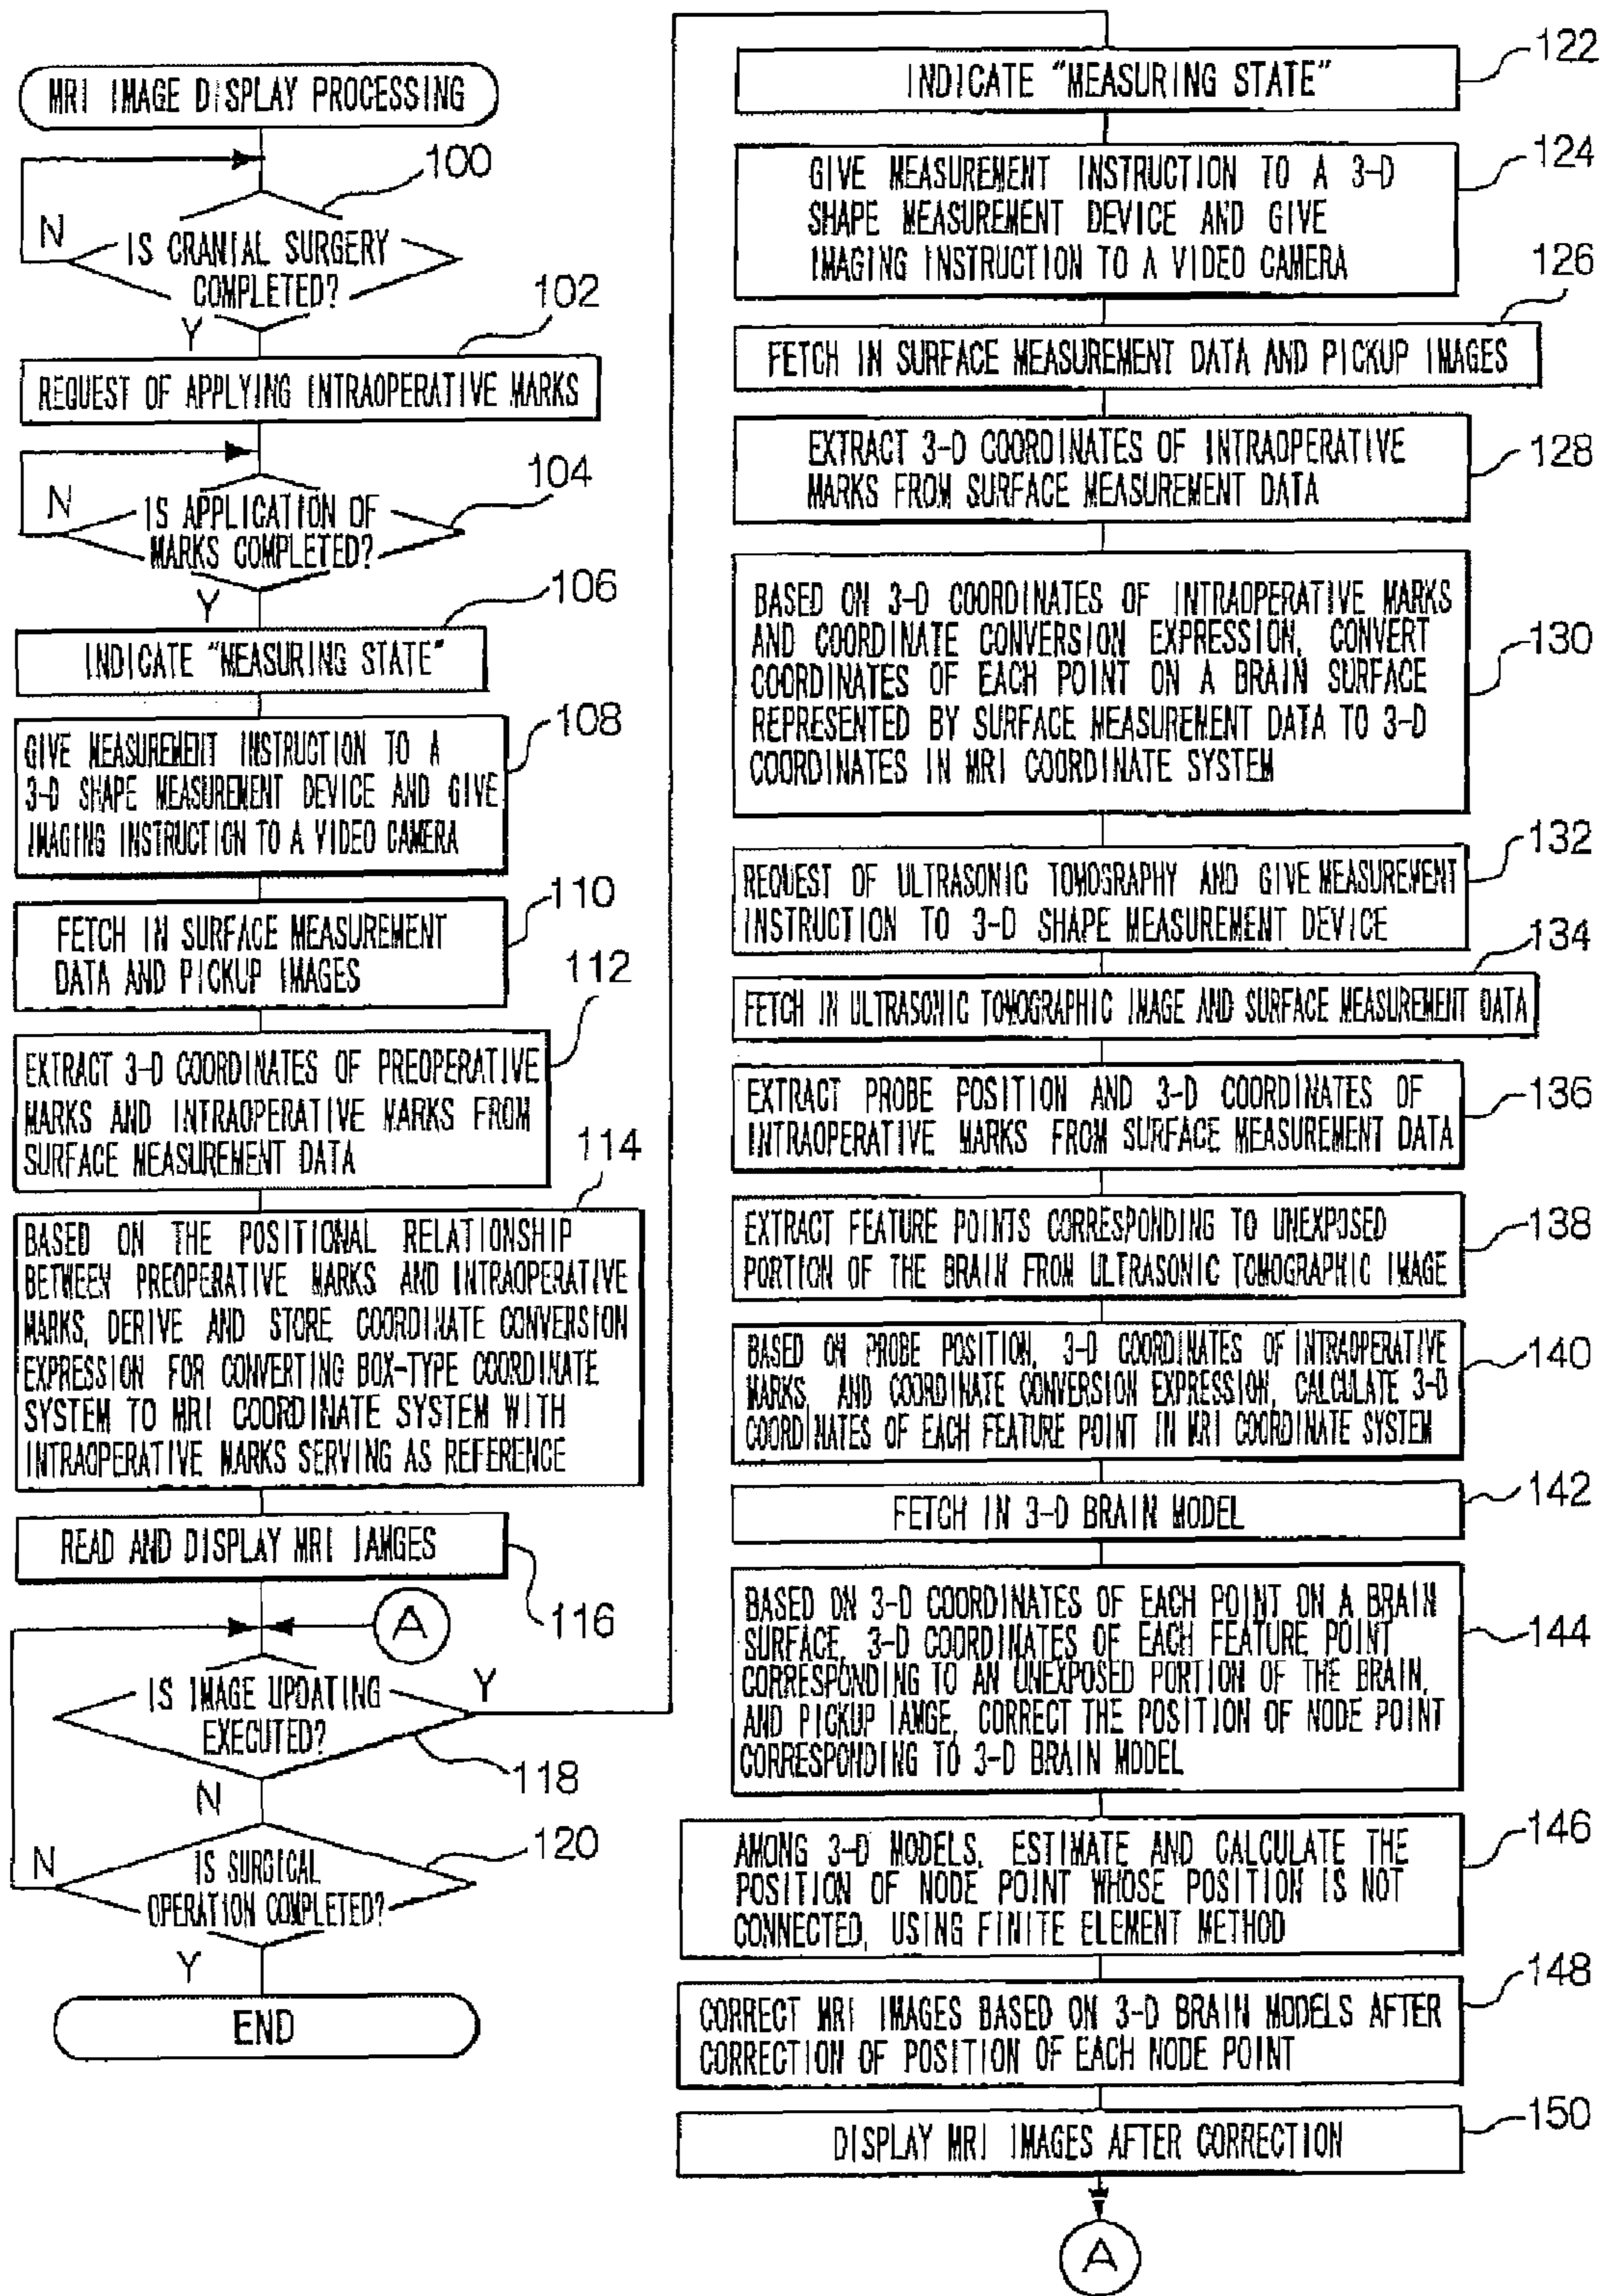 MRI IMAGE DISPLAY PROCESSING
100
N
IS CRANIAL SURGERY
COMPLETED?
Y
102
REQUEST OF APPLYING INTRAOPERATIVE MARKS
104
N
IS APPLICATION OF
MARKS COMPLETED?
Y
106
INDICATE "MEASURING STATE"
108
GIVE MEASUREMENT INSTRUCTION TO A
3-D SHAPE MEASUREMENT DEVICE AND GIVE
IMAGING INSTRUCTION TO A VIDEO CAMERA
110
FETCH IN SURFACE MEASUREMENT
DATA AND PICKUP IMAGES
112
EXTRACT 3-D COORDINATES OF PREOPERATIVE
MARKS AND INTRAOPERATIVE MARKS FROM
SURFACE MEASUREMENT DATA
114
BASED ON THE POSITIONAL RELATIONSHIP
BETWEEN PREOPERATIVE MARKS AND INTRAOPERATIVE
MARKS, DERIVE AND STORE COORDINATE CONVERSION
EXPRESSION FOR CONVERTING BOX-TYPE COORDINATE
SYSTEM TO MRI COORDINATE SYSTEM WITH
INTRAOPERATIVE MARKS SERVING AS REFERENCE
READ AND DISPLAY MRI IAMGES
116
A
IS IMAGE UPDATING
EXECUTED?
Y
118
N
120
N
IS SURGICAL
OPERATION COMPLETED?
Y
END
122
INDICATE "MEASURING STATE"
124
GIVE MEASUREMENT INSTRUCTION TO A 3-D
SHAPE MEASUREMENT DEVICE AND GIVE
IMAGING INSTRUCTION TO A VIDEO CAMERA
126
FETCH IN SURFACE MEASUREMENT DATA AND PICKUP IMAGES
EXTRACT 3-D COORDINATES OF INTRAOPERATIVE
MARKS FROM SURFACE MEASUREMENT DATA
128
BASED ON 3-D COORDINATES OF INTRAOPERATIVE MARKS
AND COORDINATE CONVERSION EXPRESSION, CONVERT
COORDINATES OF EACH POINT ON A BRAIN SURFACE
REPRESENTED BY SURFACE MEASUREMENT DATA TO 3-D
COORDINATES IN MRI COORDINATE SYSTEM
130
132
REQUEST OF ULTRASONIC TOMOGRAPHY AND GIVE MEASUREMENT
INSTRUCTION TO 3-D SHAPE MEASUREMENT DEVICE
134
FETCH IN ULTRASONIC TOMOGRAPHIC IMAGE AND SURFACE MEASUREMENT DATA
EXTRACT PROBE POSITION AND 3-D COORDINATES OF
INTRAOPERATIVE MARKS FROM SURFACE MEASUREMENT DATA
136
EXTRACT FEATURE POINTS CORRESPONDING TO UNEXPOSED
PORTION OF THE BRAIN FROM ULTRASONIC TOMOGRAPHIC IMAGE
138
BASED ON PROBE POSITION, 3-D COORDINATES OF INTRAOPERATIVE
MARKS, AND COORDINATE CONVERSION EXPRESSION, CALCULATE 3-D
COORDINATES OF EACH FEATURE POINT IN MRI COORDINATE SYSTEM
140
142
FETCH IN 3-D BRAIN MODEL
BASED ON 3-D COORDINATES OF EACH POINT ON A BRAIN
SURFACE, 3-D COORDINATES OF EACH FEATURE POINT
CORRESPONDING TO AN UNEXPOSED PORTION OF THE BRAIN,
AND PICKUP IAMGE, CORRECT THE POSITION OF NODE POINT
CORRESPONDING TO 3-D BRAIN MODEL
144
146
AMONG 3-D MODELS, ESTIMATE AND CALCULATE THE
POSITION OF NODE POINT WHOSE POSITION IS NOT
CONNECTED, USING FINITE ELEMENT METHOD
148
CORRECT MRI IMAGES BASED ON 3-D BRAIN MODELS AFTER
CORRECTION OF POSITION OF EACH NODE POINT
150
DISPLAY MRI IMAGES AFTER CORRECTION
A